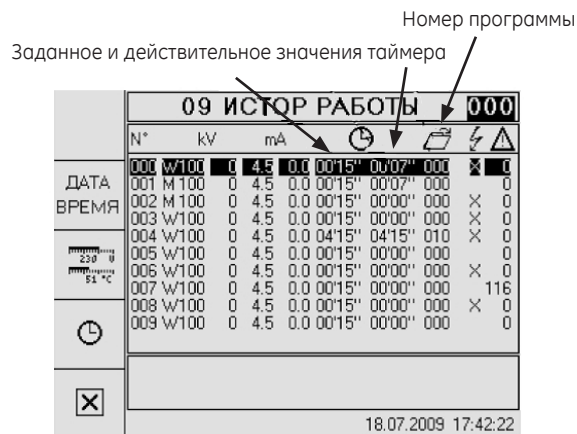 Номер программы
Заданное и действительное значения таймера
09 ИСТОР РАБОТЫ 000
N° kV mA
000 W100 0 4.5 0.0 00'15" 00'07" 000 X 0
001 M100 0 4.5 0.0 00'15" 00'07" 000 0
002 M100 0 4.5 0.0 00'15" 00'00" 000 X 0
003 W100 0 4.5 0.0 00'15" 00'00" 000 X 0
004 W100 0 4.5 0.0 04'15" 04'15" 010 X 0
005 W100 0 4.5 0.0 00'15" 00'00" 000 0
006 W100 0 4.5 0.0 00'15" 00'00" 000 X 0
007 W100 0 4.5 0.0 00'15" 00'00" 000 116
008 W100 0 4.5 0.0 00'15" 00'00" 000 X 0
009 W100 0 4.5 0.0 00'15" 00'00" 000 0
ДАТА
ВРЕМЯ
230 U
51 °C
18.07.2009 17:42:22